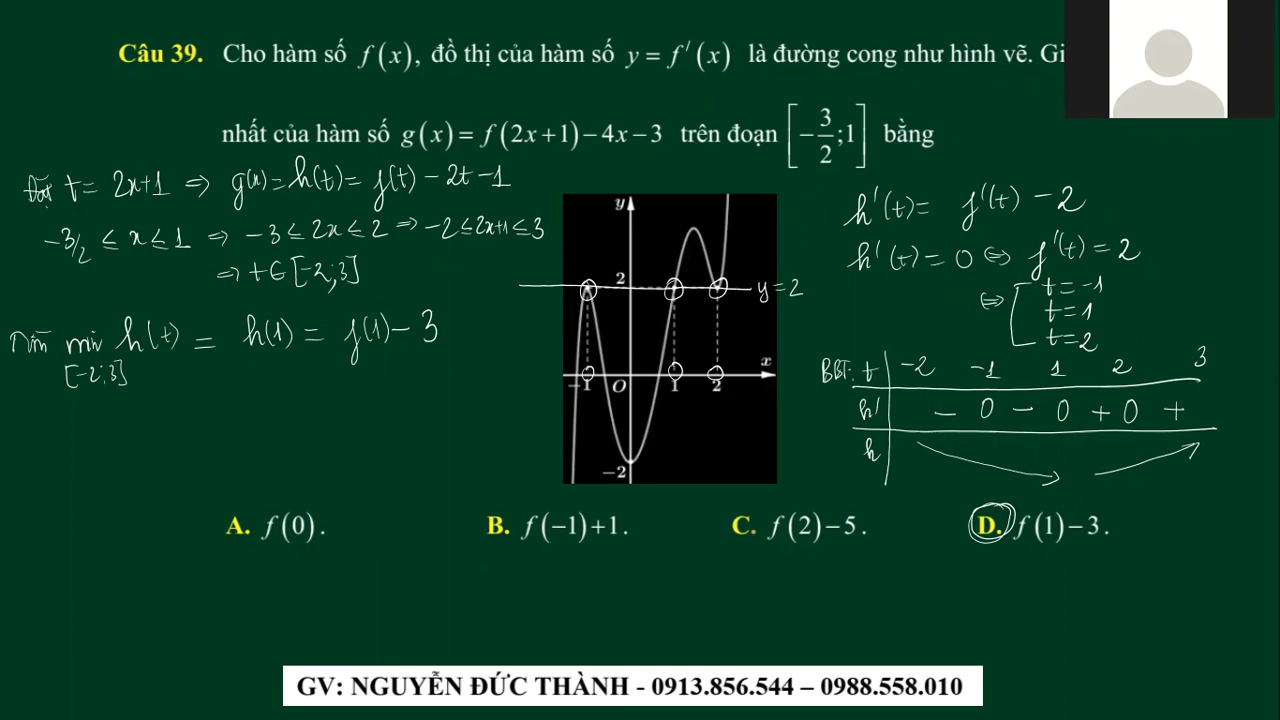 Câu 39. Cho hàm số f(x), đồ thị của hàm số y = f'(x) là đường cong như hình vẽ. Gi
nhất của hàm số g(x) = f(2x+1) − 4x − 3 trên đoạn [−3/2; 1] bằng
Đặt t = 2x+1 ⇒ g(x) = h(t) = f(t) − 2t − 1
−3/2 ≤ x ≤ 1 ⇒ −3 ≤ 2x ≤ 2 ⇒ −2 ≤ 2x+1 ≤ 3
⇒ t ∈ [−2; 3]
min h(t) = h(1) = f(1) − 3
[−2; 3]
y
2
y = 2
x
−1 O 1 2
−2
h'(t) = f'(t) − 2
h'(t) = 0 ⇔ f'(t) = 2
⇔ [ t = −1
t = 1
t = 2
BBT: t −2 −1 1 2 3
h' − 0 − 0 + 0 +
h
A. f(0).
B. f(−1)+1.
C. f(2)−5.
D. f(1)−3.
GV: NGUYỄN ĐỨC THÀNH - 0913.856.544 – 0988.558.010